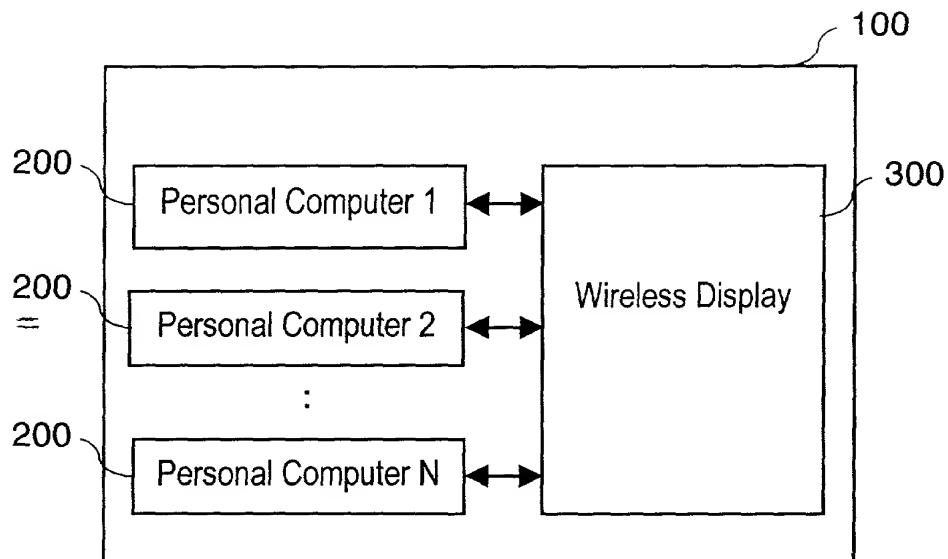 100
200
Personal Computer 1
300
200
=
Personal Computer 2
Wireless Display
:
200
Personal Computer N